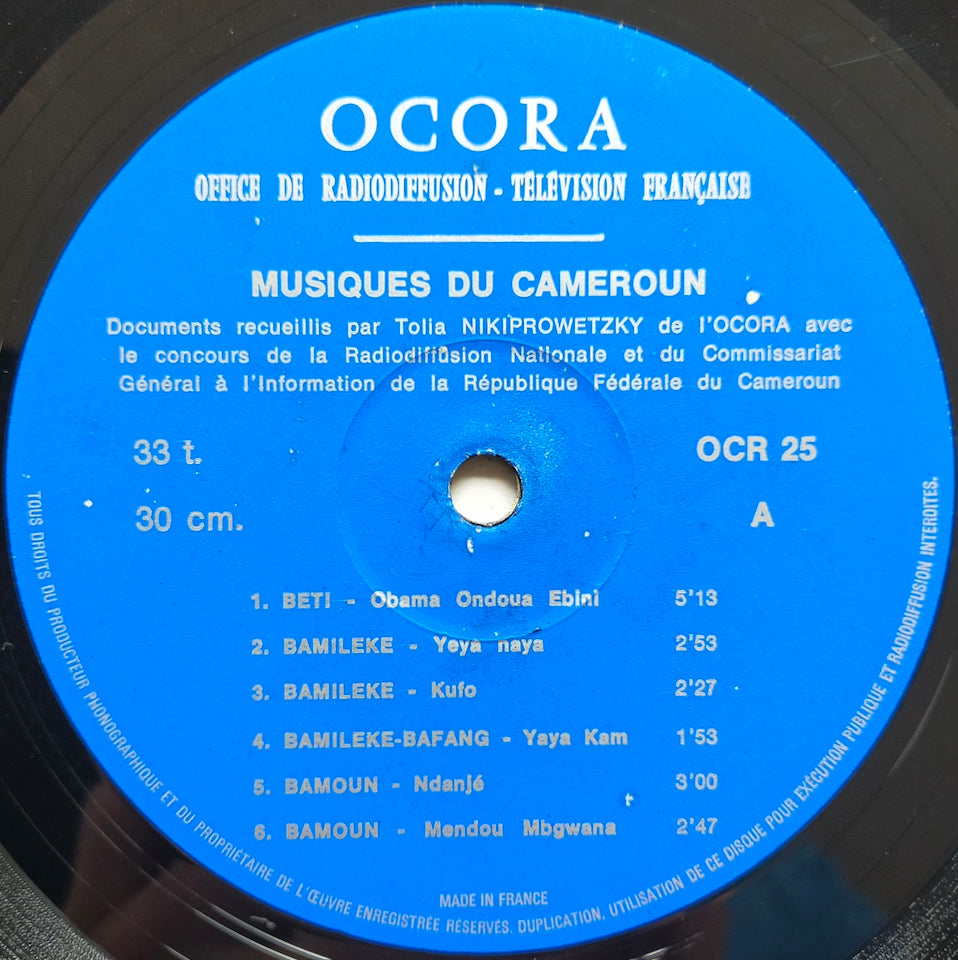 OCORA
OFFICE DE RADIODIFFUSION - TÉLÉVISION FRANÇAISE
MUSIQUES DU CAMEROUN
Documents recueillis par Tolia NIKIPROWETZKY de l'OCORA avec
le concours de la Radiodiffusion Nationale et du Commissariat
Général à l'Information de la République Fédérale du Cameroun
33 t. OCR 25
30 cm. A
1. BETI - Obama Ondoua Ebini 5'13
2. BAMILEKE - Yeya naya 2'53
3. BAMILEKE - Kufo 2'27
4. BAMILEKE-BAFANG - Yaya Kam 1'53
5. BAMOUN - Ndanjé 3'00
6. BAMOUN - Mendou Mbgwana 2'47
MADE IN FRANCE
TOUS DROITS DU PRODUCTEUR PHONOGRAPHIQUE ET DU PROPRIÉTAIRE DE L'ŒUVRE ENREGISTRÉE RÉSERVÉS. DUPLICATION, UTILISATION DE CE DISQUE POUR EXÉCUTION PUBLIQUE ET RADIODIFFUSION INTERDITES.